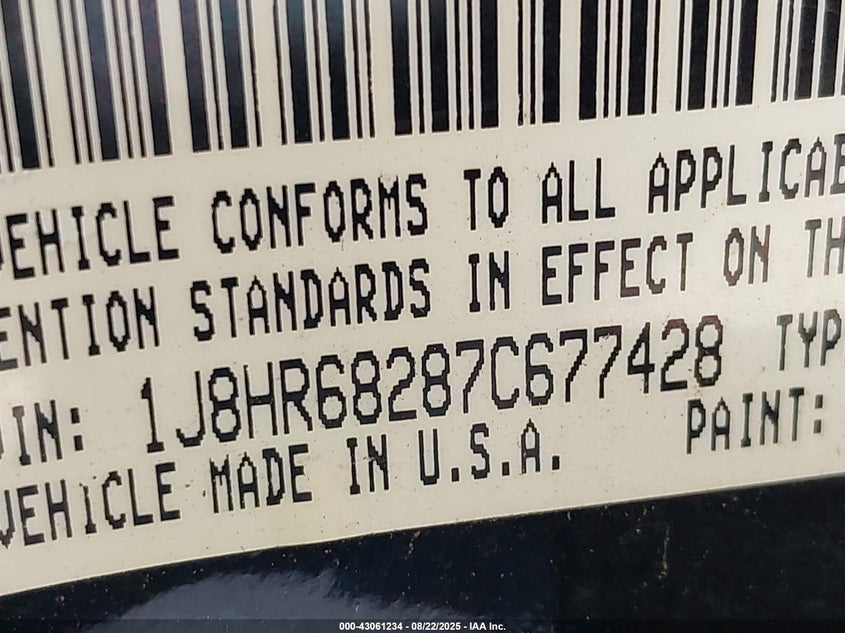 VEHICLE CONFORMS TO ALL APPLICAB
ENTION STANDARDS IN EFFECT ON TH
VIN: 1J8HR68287C677428 TYP
VEHICLE MADE IN U.S.A. PAINT:
000-43061234 - 08/22/2025 - IAA Inc.